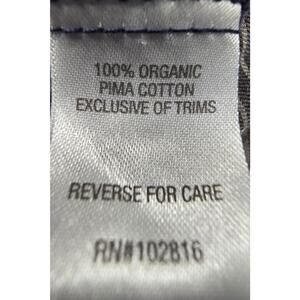 100% ORGANIC
PIMA COTTON
EXCLUSIVE OF TRIMS
REVERSE FOR CARE
RN#102816